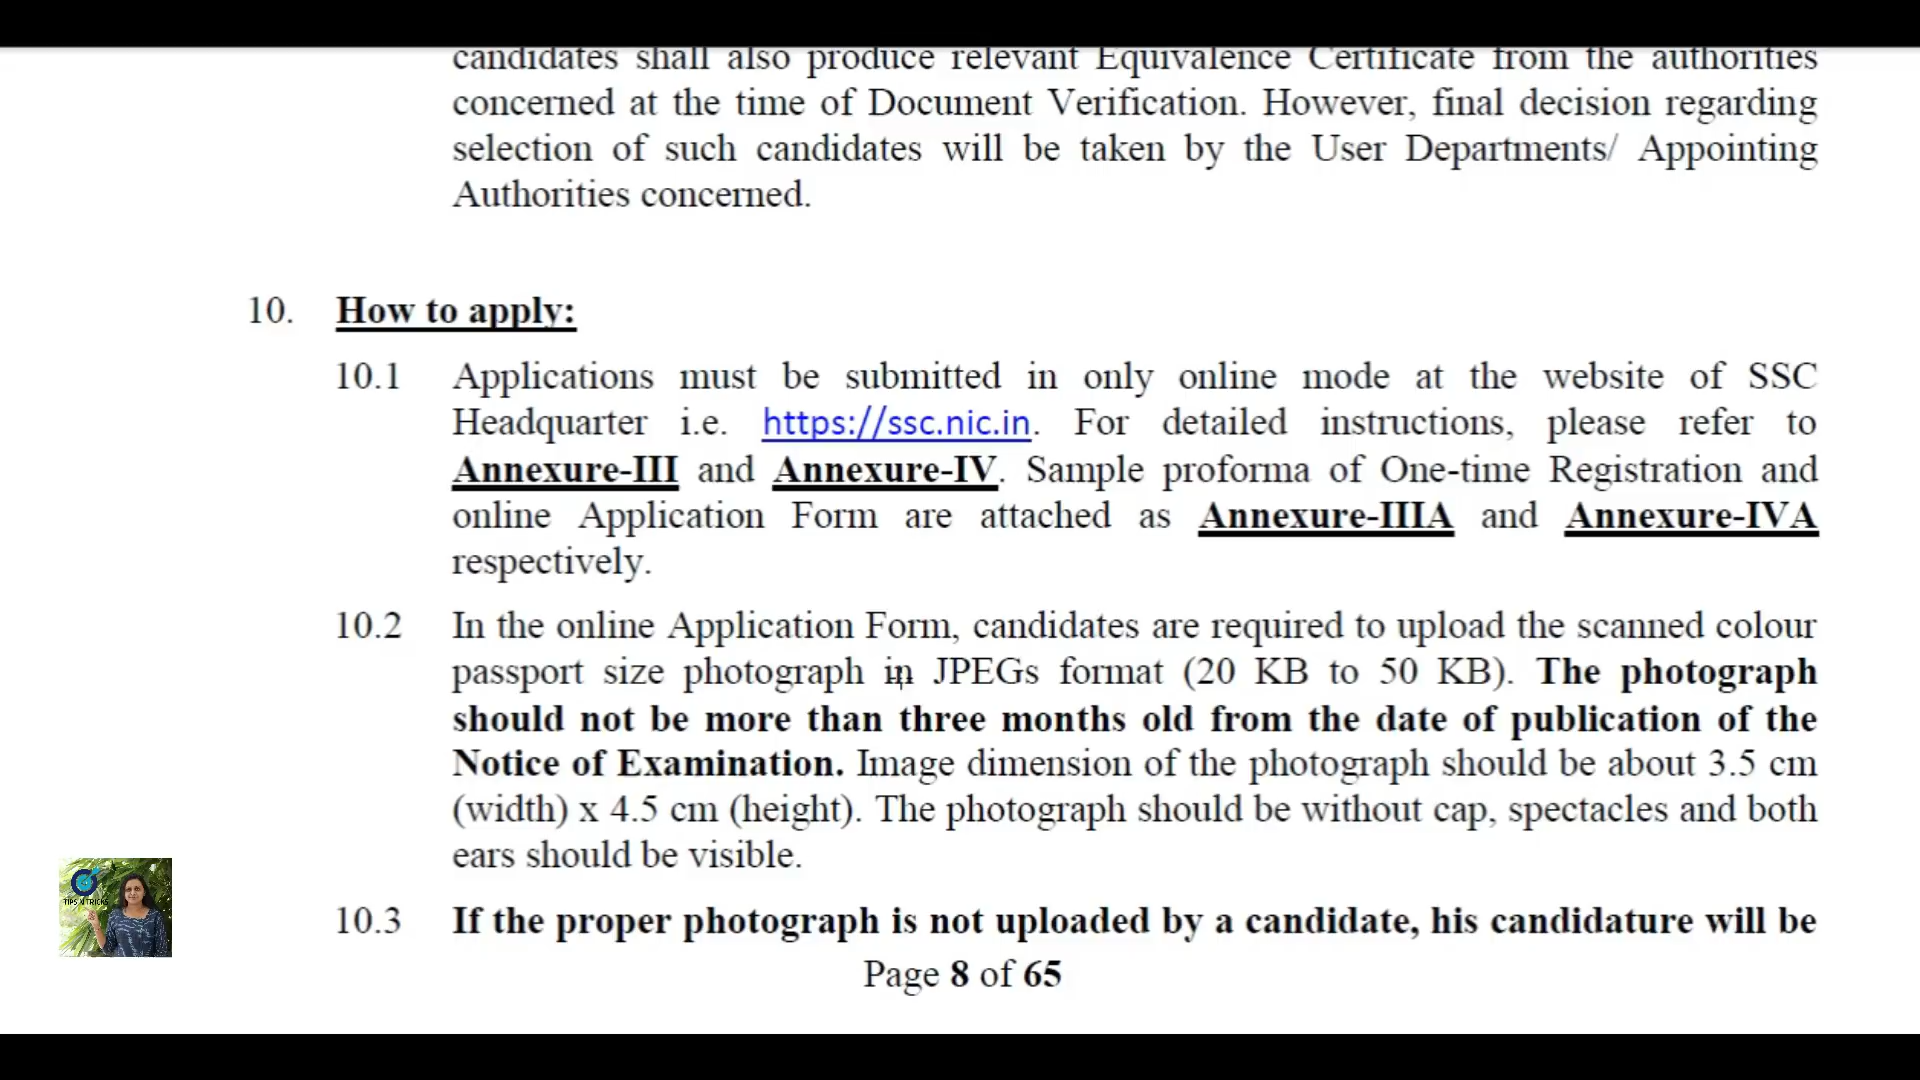 candidates shall also produce relevant Equivalence Certificate from the authorities
concerned at the time of Document Verification. However, final decision regarding
selection of such candidates will be taken by the User Departments/ Appointing
Authorities concerned.
10. How to apply:
10.1 Applications must be submitted in only online mode at the website of SSC
Headquarter i.e. https://ssc.nic.in. For detailed instructions, please refer to
Annexure-III and Annexure-IV. Sample proforma of One-time Registration and
online Application Form are attached as Annexure-IIIA and Annexure-IVA
respectively.
10.2 In the online Application Form, candidates are required to upload the scanned colour
passport size photograph in JPEGs format (20 KB to 50 KB). The photograph
should not be more than three months old from the date of publication of the
Notice of Examination. Image dimension of the photograph should be about 3.5 cm
(width) x 4.5 cm (height). The photograph should be without cap, spectacles and both
ears should be visible.
TIPS N TRICKS
10.3 If the proper photograph is not uploaded by a candidate, his candidature will be
Page 8 of 65